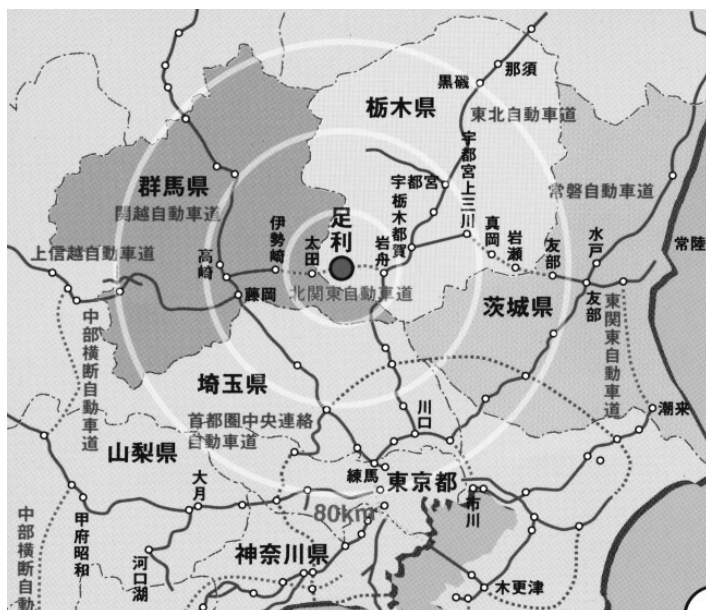 那須
黒磯
栃木県
東北自動車道
宇都宮上三川
宇都宮
群馬県
関越自動車道
常磐自動車道
足利
栃木都賀
水戸
真岡
伊勢崎
岩舟
岩瀬
上信越自動車道
高崎
太田
友部
常陸
北関東自動車道
藤岡
茨城県
友部
東関東自動車道
中部横断自動車道
埼玉県
首都圏中央連絡
自動車道
川口
潮来
山梨県
大月
練馬
東京都
市川
80km
中部横断自動
甲府昭和
河口湖
神奈川県
木更津